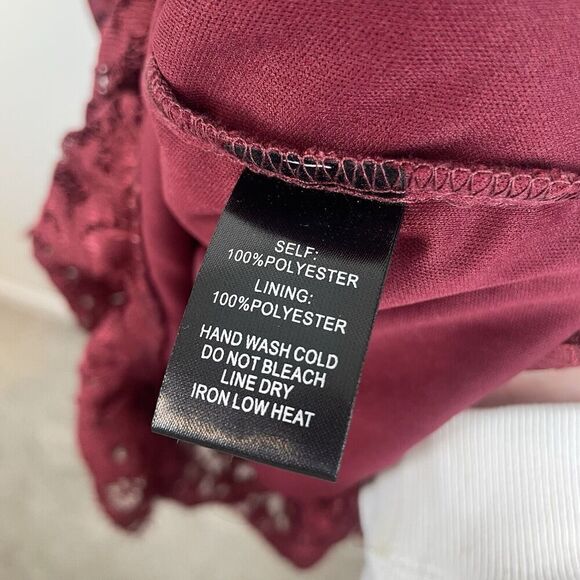 SELF:
100%POLYESTER
LINING:
100%POLYESTER
HAND WASH COLD
DO NOT BLEACH
LINE DRY
IRON LOW HEAT